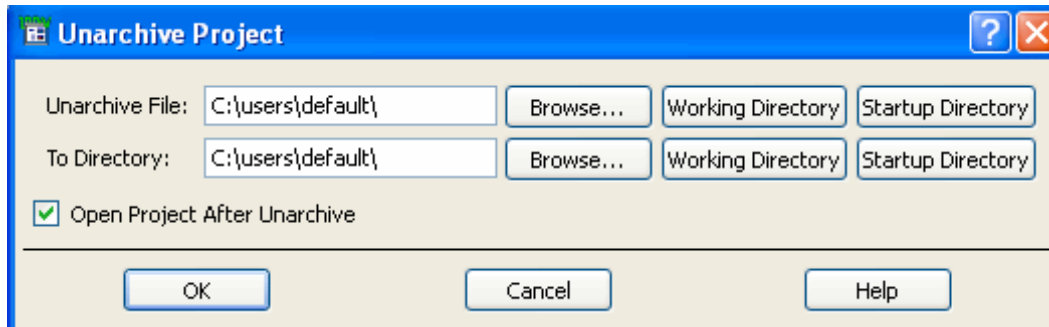 Unarchive Project
Unarchive File: C:\users\default\ Browse... Working Directory Startup Directory
To Directory: C:\users\default\ Browse... Working Directory Startup Directory
Open Project After Unarchive
OK Cancel Help